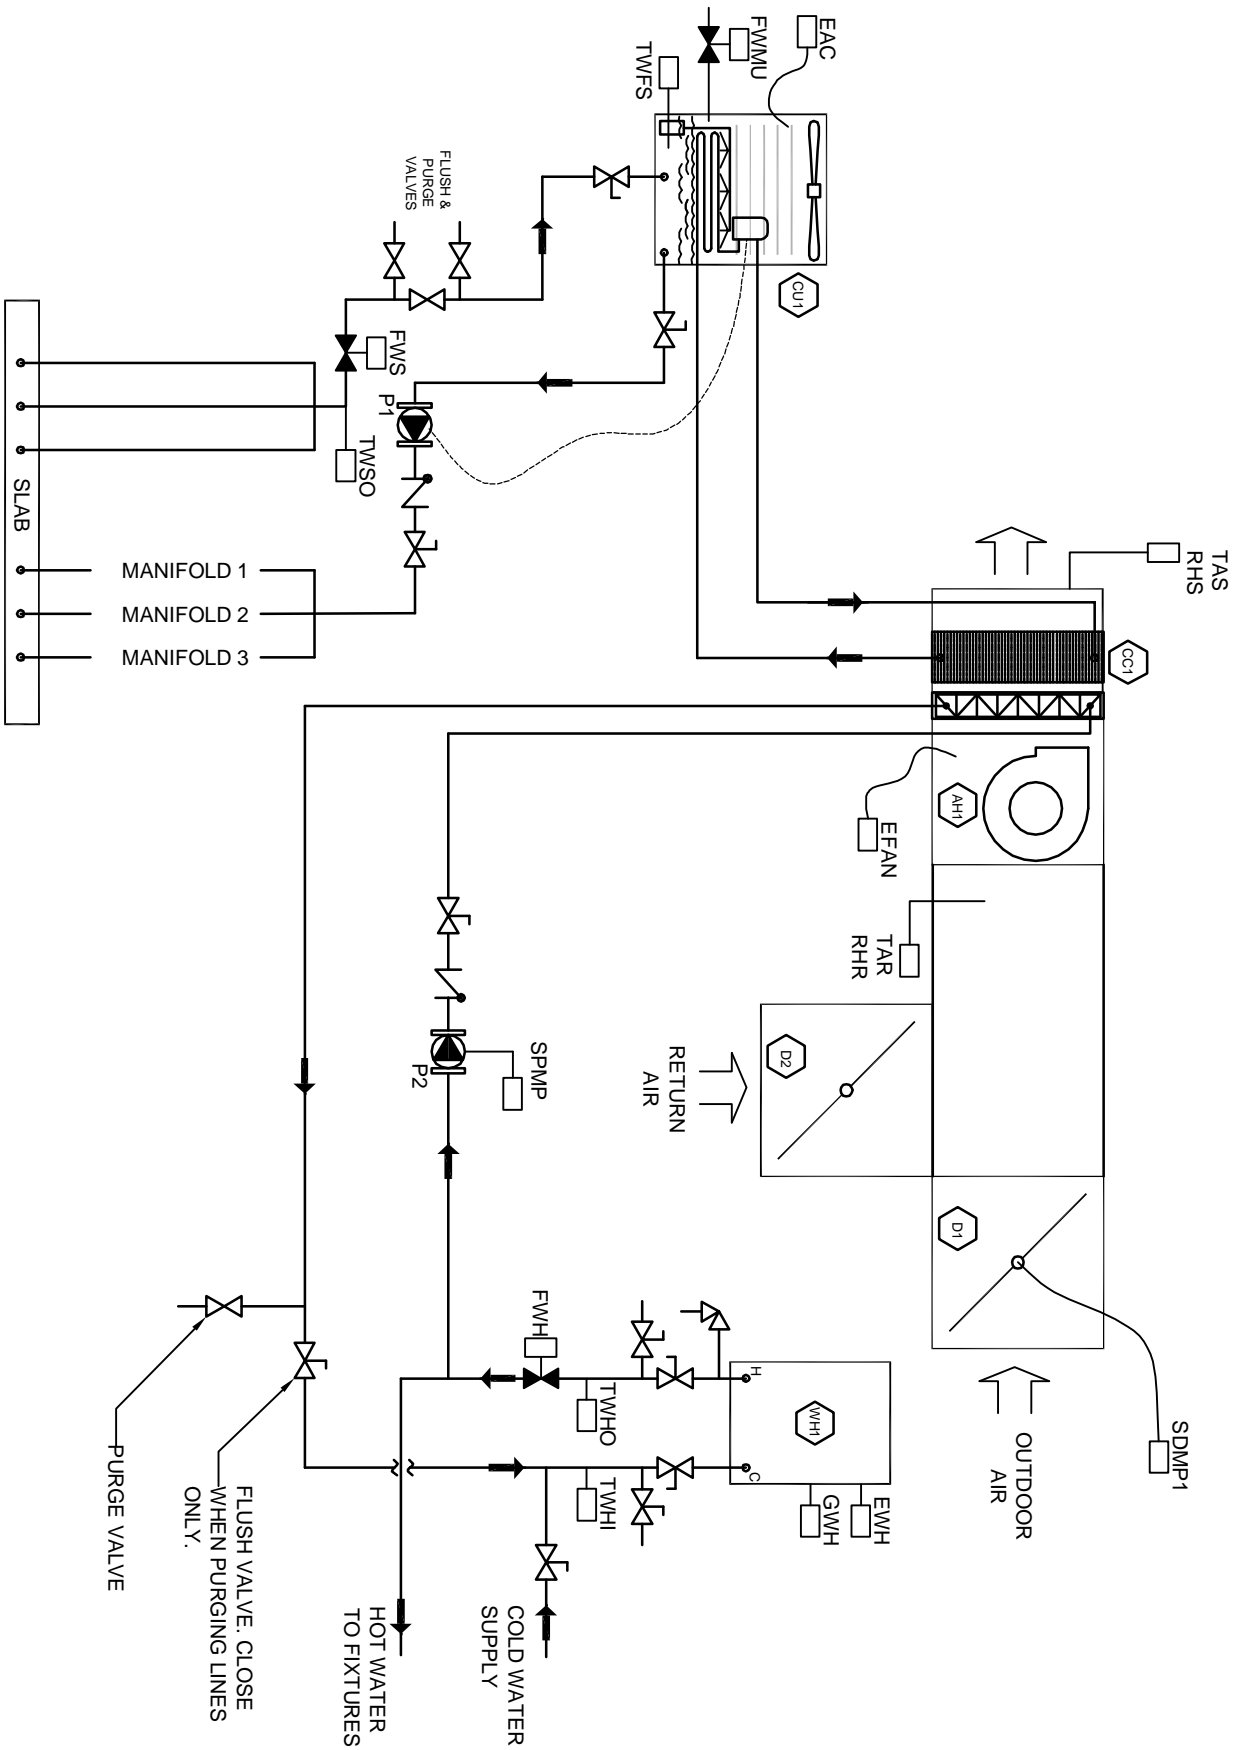 EAC
FWMU
TWFS
FLUSH &
PURGE
VALVES
CU1
FWS
P1
TWSO
SLAB
MANIFOLD 1
MANIFOLD 2
MANIFOLD 3
TAS
RHS
CC1
AH1
EFAN
TAR
RHR
SPMP
P2
RETURN
AIR
D2
D1
SDMP1
OUTDOOR
AIR
FWH
TWHO
H
WH1
C
TWHI
GWH
EWH
PURGE VALVE
FLUSH VALVE. CLOSE
WHEN PURGING LINES
ONLY.
HOT WATER
TO FIXTURES
COLD WATER
SUPPLY